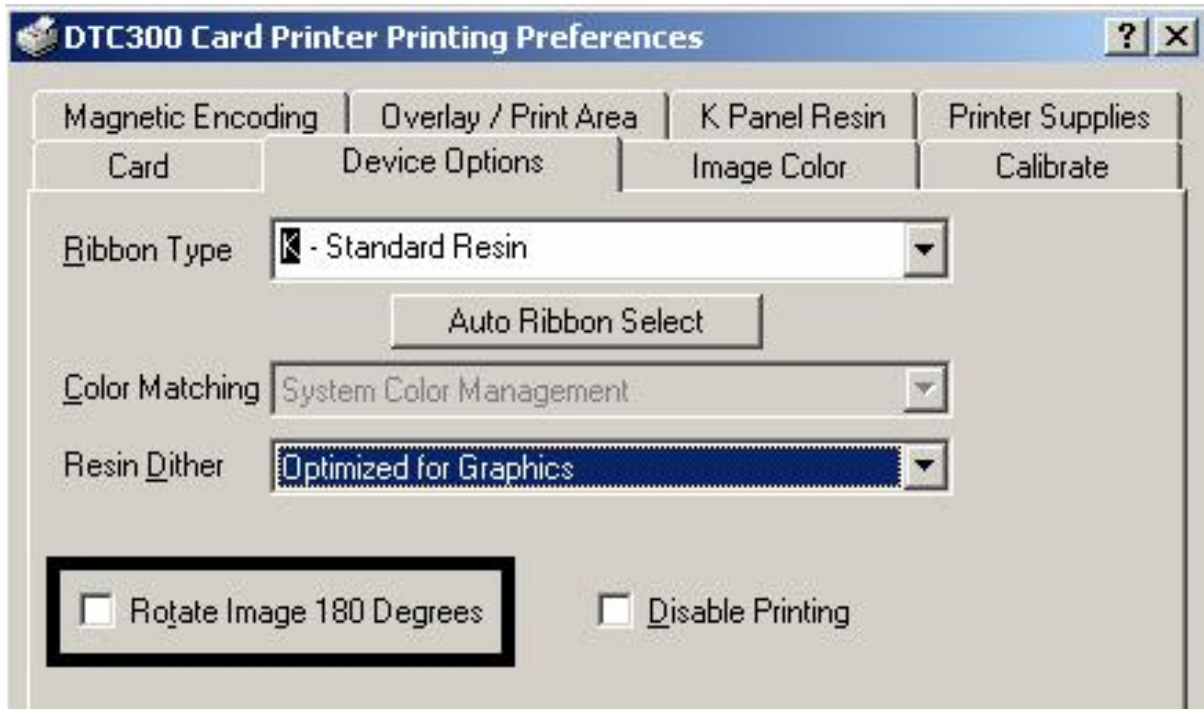 DTC300 Card Printer Printing Preferences
Magnetic Encoding Overlay / Print Area K Panel Resin Printer Supplies
Card Device Options Image Color Calibrate
Ribbon Type K - Standard Resin
Auto Ribbon Select
Color Matching System Color Management
Resin Dither Optimized for Graphics
Rotate Image 180 Degrees Disable Printing